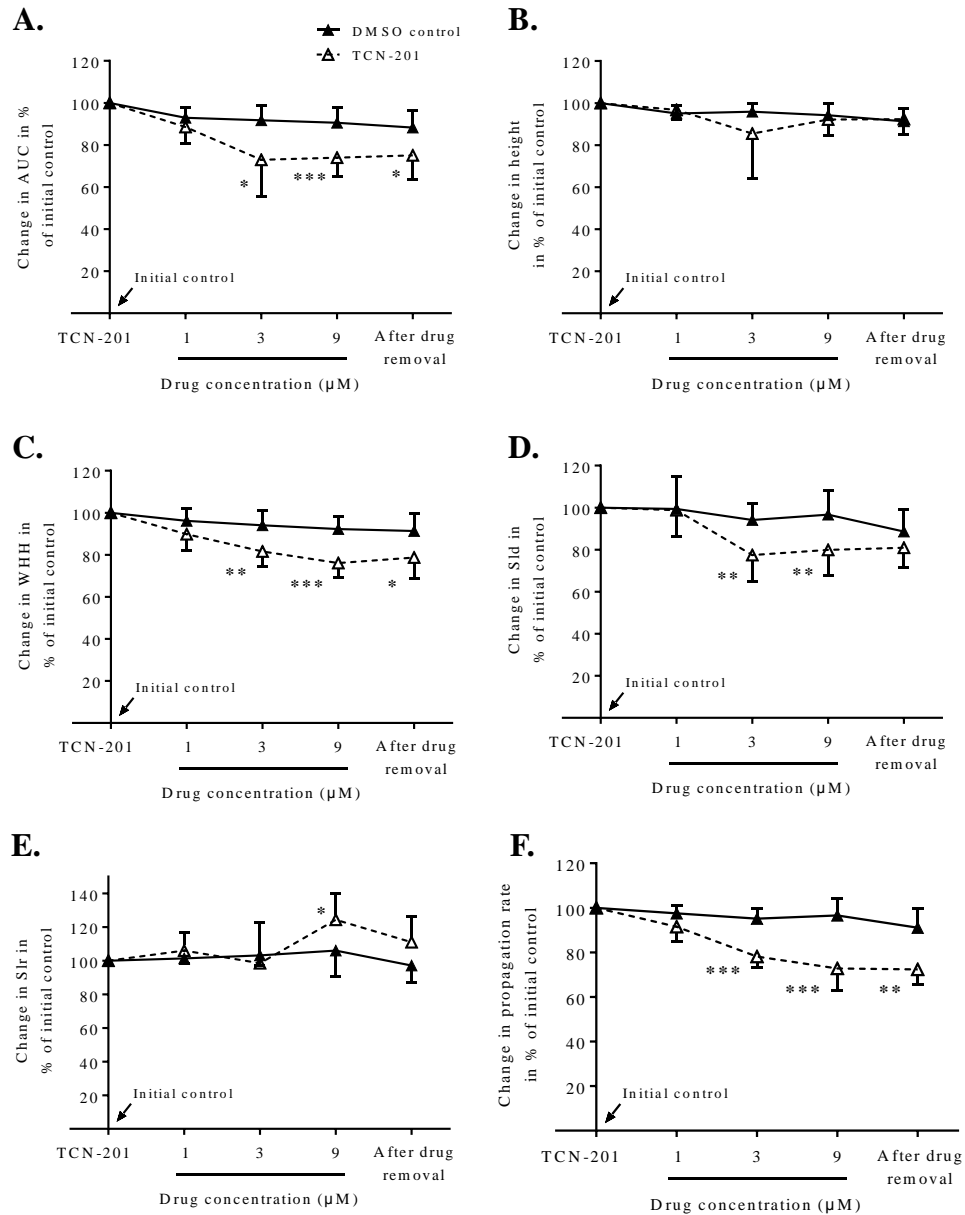 A.
DMSO control
TCN-201
Change in AUC in %
of initial control
120
100
80
60
40
20
*
***
*
Initial control
TCN-201
1
3
9
After drug
removal
Drug concentration (µM)
B.
Change in height
in % of initial control
120
100
80
60
40
20
Initial control
TCN-201
1
3
9
After drug
removal
Drug concentration (µM)
C.
Change in WHH in
% of initial control
120
100
80
60
40
20
**
***
*
Initial control
TCN-201
1
3
9
After drug
removal
Drug concentration (µM)
D.
Change in Sld in
% of initial control
120
100
80
60
40
20
**
**
Initial control
TCN-201
1
3
9
After drug
removal
Drug concentration (µM)
E.
Change in Slr in
% of initial control
140
120
100
80
60
40
20
*
Initial control
TCN-201
1
3
9
After drug
removal
Drug concentration (µM)
F.
Change in propagation rate
in % of initial control
120
100
80
60
40
20
***
***
**
Initial control
TCN-201
1
3
9
After drug
removal
Drug concentration (µM)